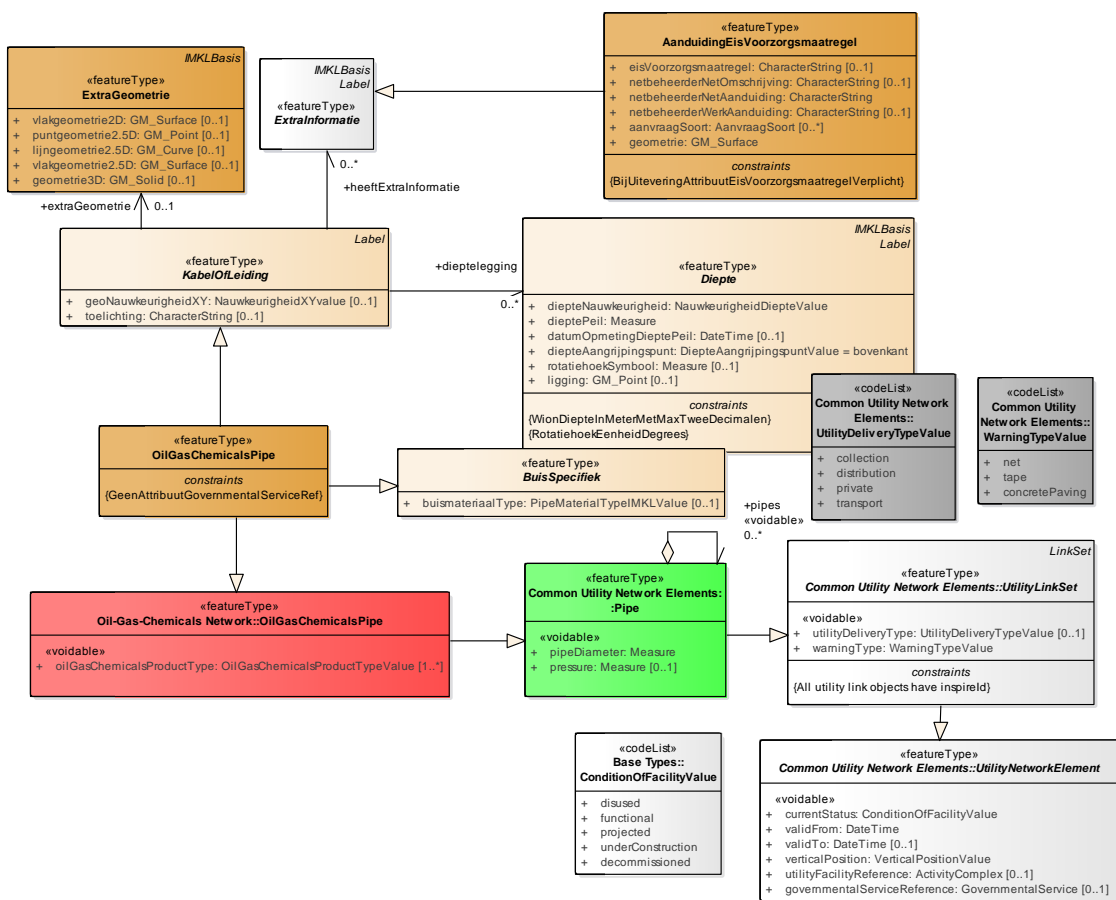 IMKLBasis
«featureType»
ExtraGeometrie
+ vlakgeometrie2D: GM_Surface [0..1]
+ puntgeometrie2.5D: GM_Point [0..1]
+ lijngeometrie2.5D: GM_Curve [0..1]
+ vlakgeometrie2.5D: GM_Surface [0..1]
+ geometrie3D: GM_Solid [0..1]
IMKLBasis
Label
«featureType»
ExtraInformatie
«featureType»
AanduidingEisVoorzorgsmaatregel
+ eisVoorzorgsmaatregel: CharacterString [0..1]
+ netbeheerderNetOmschrijving: CharacterString [0..1]
+ netbeheerderNetAanduiding: CharacterString
+ netbeheerderWerkAanduiding: CharacterString [0..1]
+ aanvraagSoort: AanvraagSoort [0..*]
+ geometrie: GM_Surface
constraints
{BijUiteveringAttribuutEisVoorzorgsmaatregelVerplicht}
+extraGeometrie
0..1
0..*
+heeftExtraInformatie
Label
«featureType»
KabelOfLeiding
+ geoNauwkeurigheidXY: NauwkeurigheidXYvalue [0..1]
+ toelichting: CharacterString [0..1]
+dieptelegging
0..*
IMKLBasis
Label
«featureType»
Diepte
+ diepteNauwkeurigheid: NauwkeurigheidDiepteValue
+ dieptePeil: Measure
+ datumOpmetingDieptePeil: DateTime [0..1]
+ diepteAangrijpingspunt: DiepteAangrijpingspuntValue = bovenkant
+ rotatiehoekSymbool: Measure [0..1]
+ ligging: GM_Point [0..1]
constraints
{WionDiepteInMeterMetMaxTweeDecimalen}
{RotatiehoekEenheidDegrees}
«codeList»
Common Utility Network
Elements::
UtilityDeliveryTypeValue
+ collection
+ distribution
+ private
+ transport
«codeList»
Common Utility
Network Elements::
WarningTypeValue
+ net
+ tape
+ concretePaving
«featureType»
OilGasChemicalsPipe
constraints
{GeenAttribuutGovernmentalServiceRef}
«featureType»
BuisSpecifiek
+ buismateriaalType: PipeMaterialTypeIMKLValue [0..1]
+pipes
«voidable»
0..*
«featureType»
Oil-Gas-Chemicals Network::OilGasChemicalsPipe
«voidable»
+ oilGasChemicalsProductType: OilGasChemicalsProductTypeValue [1..*]
«featureType»
Common Utility Network Elements:
:Pipe
«voidable»
+ pipeDiameter: Measure
+ pressure: Measure [0..1]
LinkSet
«featureType»
Common Utility Network Elements::UtilityLinkSet
«voidable»
+ utilityDeliveryType: UtilityDeliveryTypeValue [0..1]
+ warningType: WarningTypeValue
constraints
{All utility link objects have inspireId}
«codeList»
Base Types::
ConditionOfFacilityValue
+ disused
+ functional
+ projected
+ underConstruction
+ decommissioned
«featureType»
Common Utility Network Elements::UtilityNetworkElement
«voidable»
+ currentStatus: ConditionOfFacilityValue
+ validFrom: DateTime
+ validTo: DateTime [0..1]
+ verticalPosition: VerticalPositionValue
+ utilityFacilityReference: ActivityComplex [0..1]
+ governmentalServiceReference: GovernmentalService [0..1]